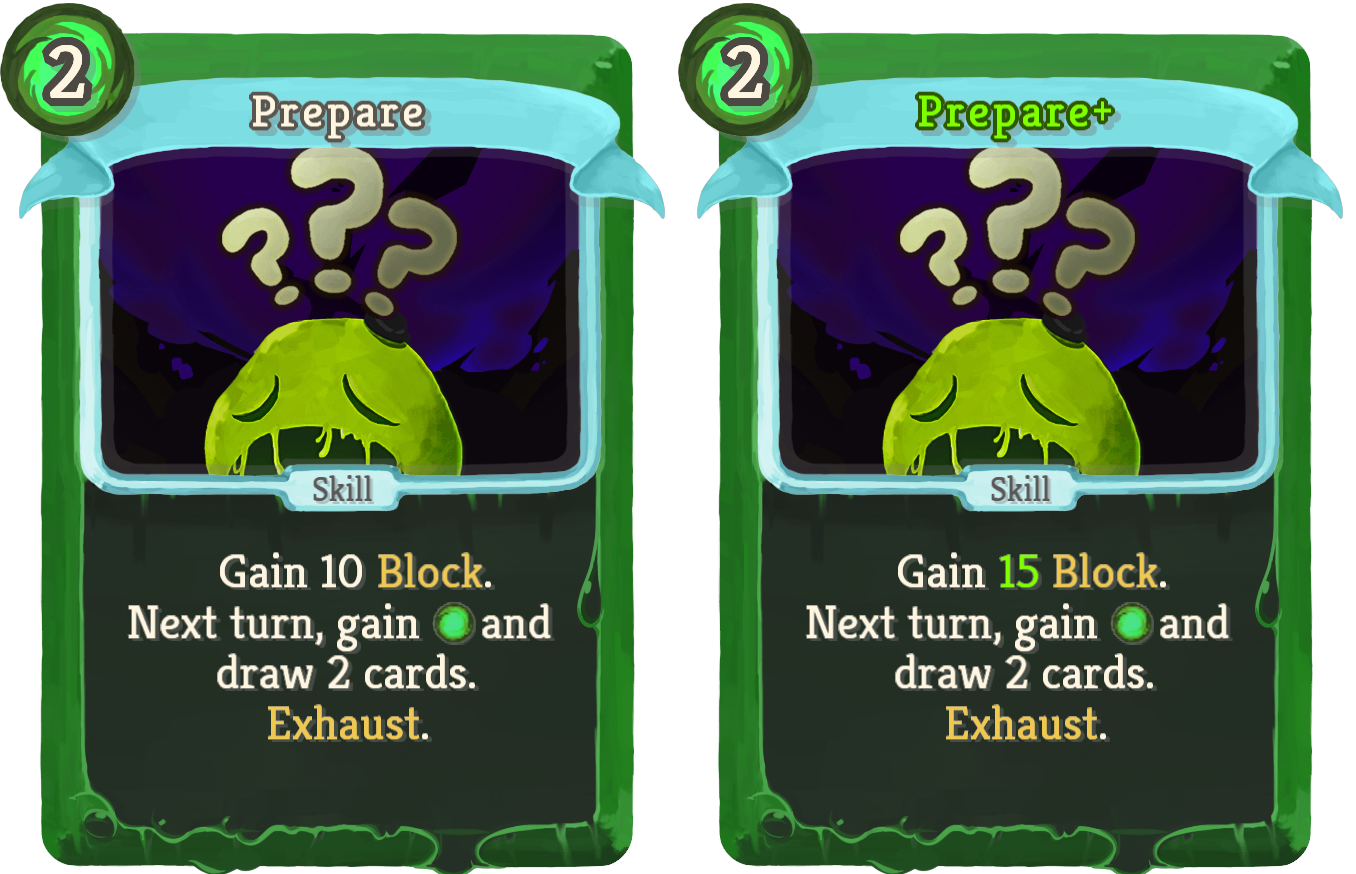 2
Prepare
???
Skill
Gain 10 Block.
Next turn, gain and
draw 2 cards.
Exhaust.
2
Prepare+
???
Skill
Gain 15 Block.
Next turn, gain and
draw 2 cards.
Exhaust.